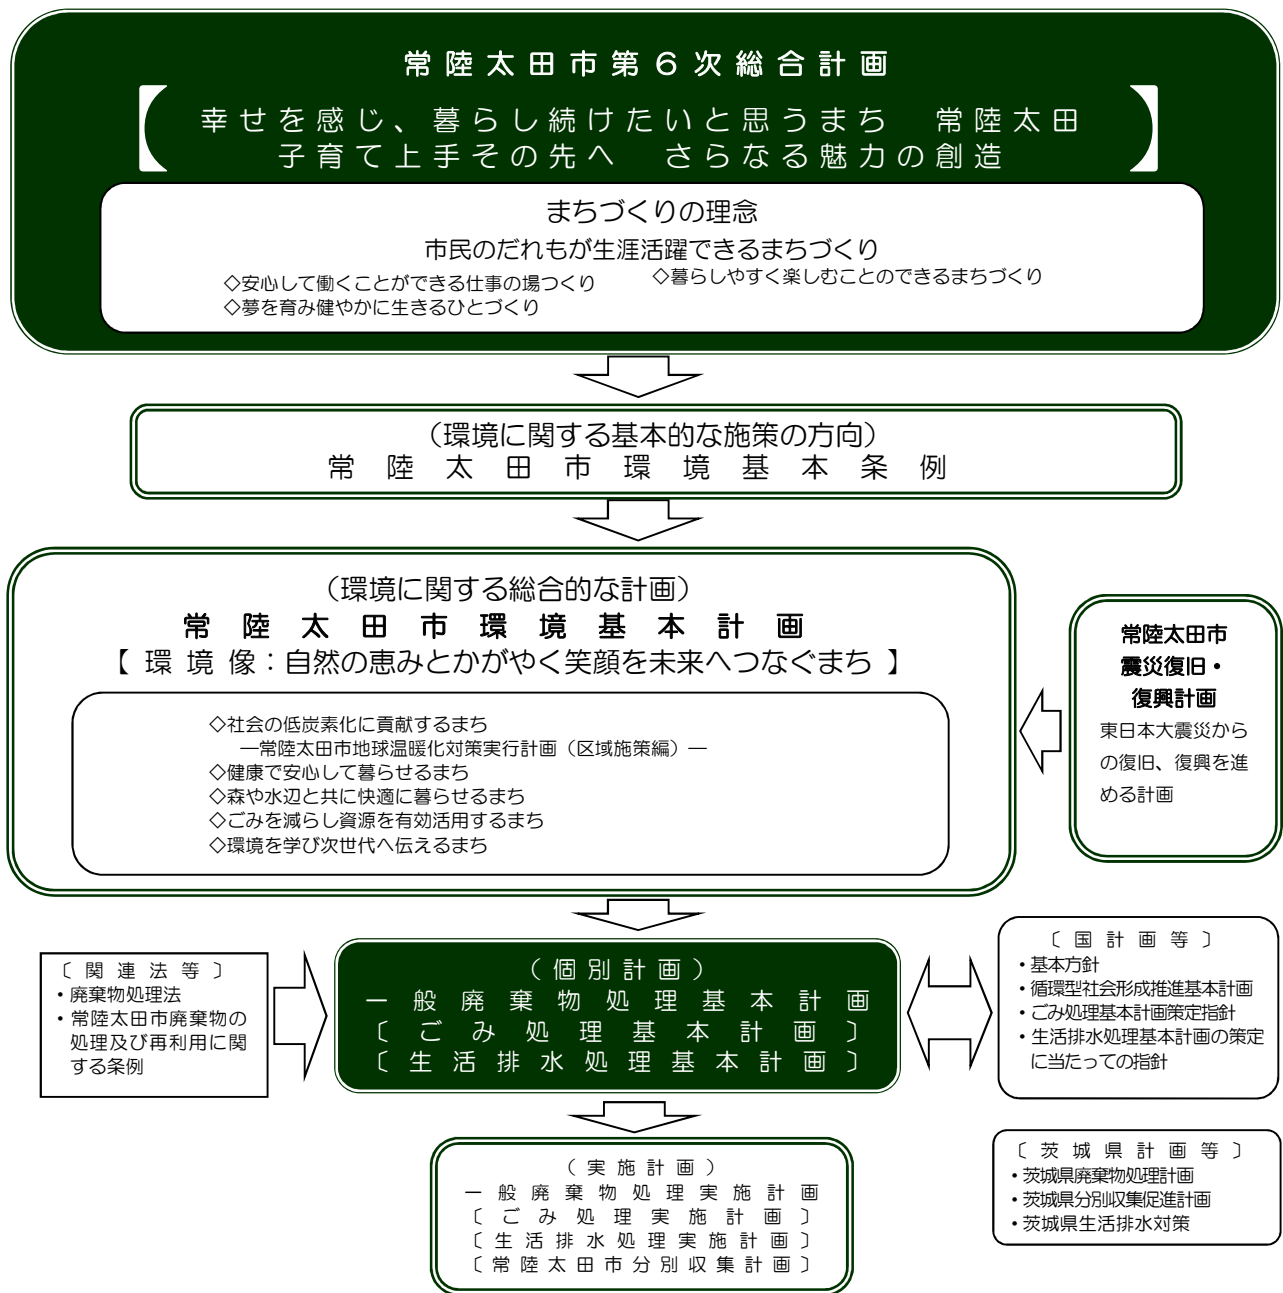 常陸太田市第６次総合計画
幸せを感じ、暮らし続けたいと思うまち　常陸太田
子育て上手その先へ　さらなる魅力の創造
まちづくりの理念
市民のだれもが生涯活躍できるまちづくり
◇安心して働くことができる仕事の場つくり
◇暮らしやすく楽しむことのできるまちづくり
◇夢を育み健やかに生きるひとづくり
（環境に関する基本的な施策の方向）
常陸太田市環境基本条例
（環境に関する総合的な計画）
常陸太田市環境基本計画
【環境像：自然の恵みとかがやく笑顔を未来へつなぐまち】
◇社会の低炭素化に貢献するまち
―常陸太田市地球温暖化対策実行計画（区域施策編）―
◇健康で安心して暮らせるまち
◇森や水辺と共に快適に暮らせるまち
◇ごみを減らし資源を有効活用するまち
◇環境を学び次世代へ伝えるまち
常陸太田市
震災復旧・
復興計画
東日本大震災から
の復旧、復興を進
める計画
〔関連法等〕
・廃棄物処理法
・常陸太田市廃棄物の
処理及び再利用に関
する条例
（個別計画）
一般廃棄物処理基本計画
〔ごみ処理基本計画〕
〔生活排水処理基本計画〕
〔国計画等〕
・基本方針
・循環型社会形成推進基本計画
・ごみ処理基本計画策定指針
・生活排水処理基本計画の策定
に当たっての指針
（実施計画）
一般廃棄物処理実施計画
〔ごみ処理実施計画〕
〔生活排水処理実施計画〕
〔常陸太田市分別収集計画〕
〔茨城県計画等〕
・茨城県廃棄物処理計画
・茨城県分別収集促進計画
・茨城県生活排水対策